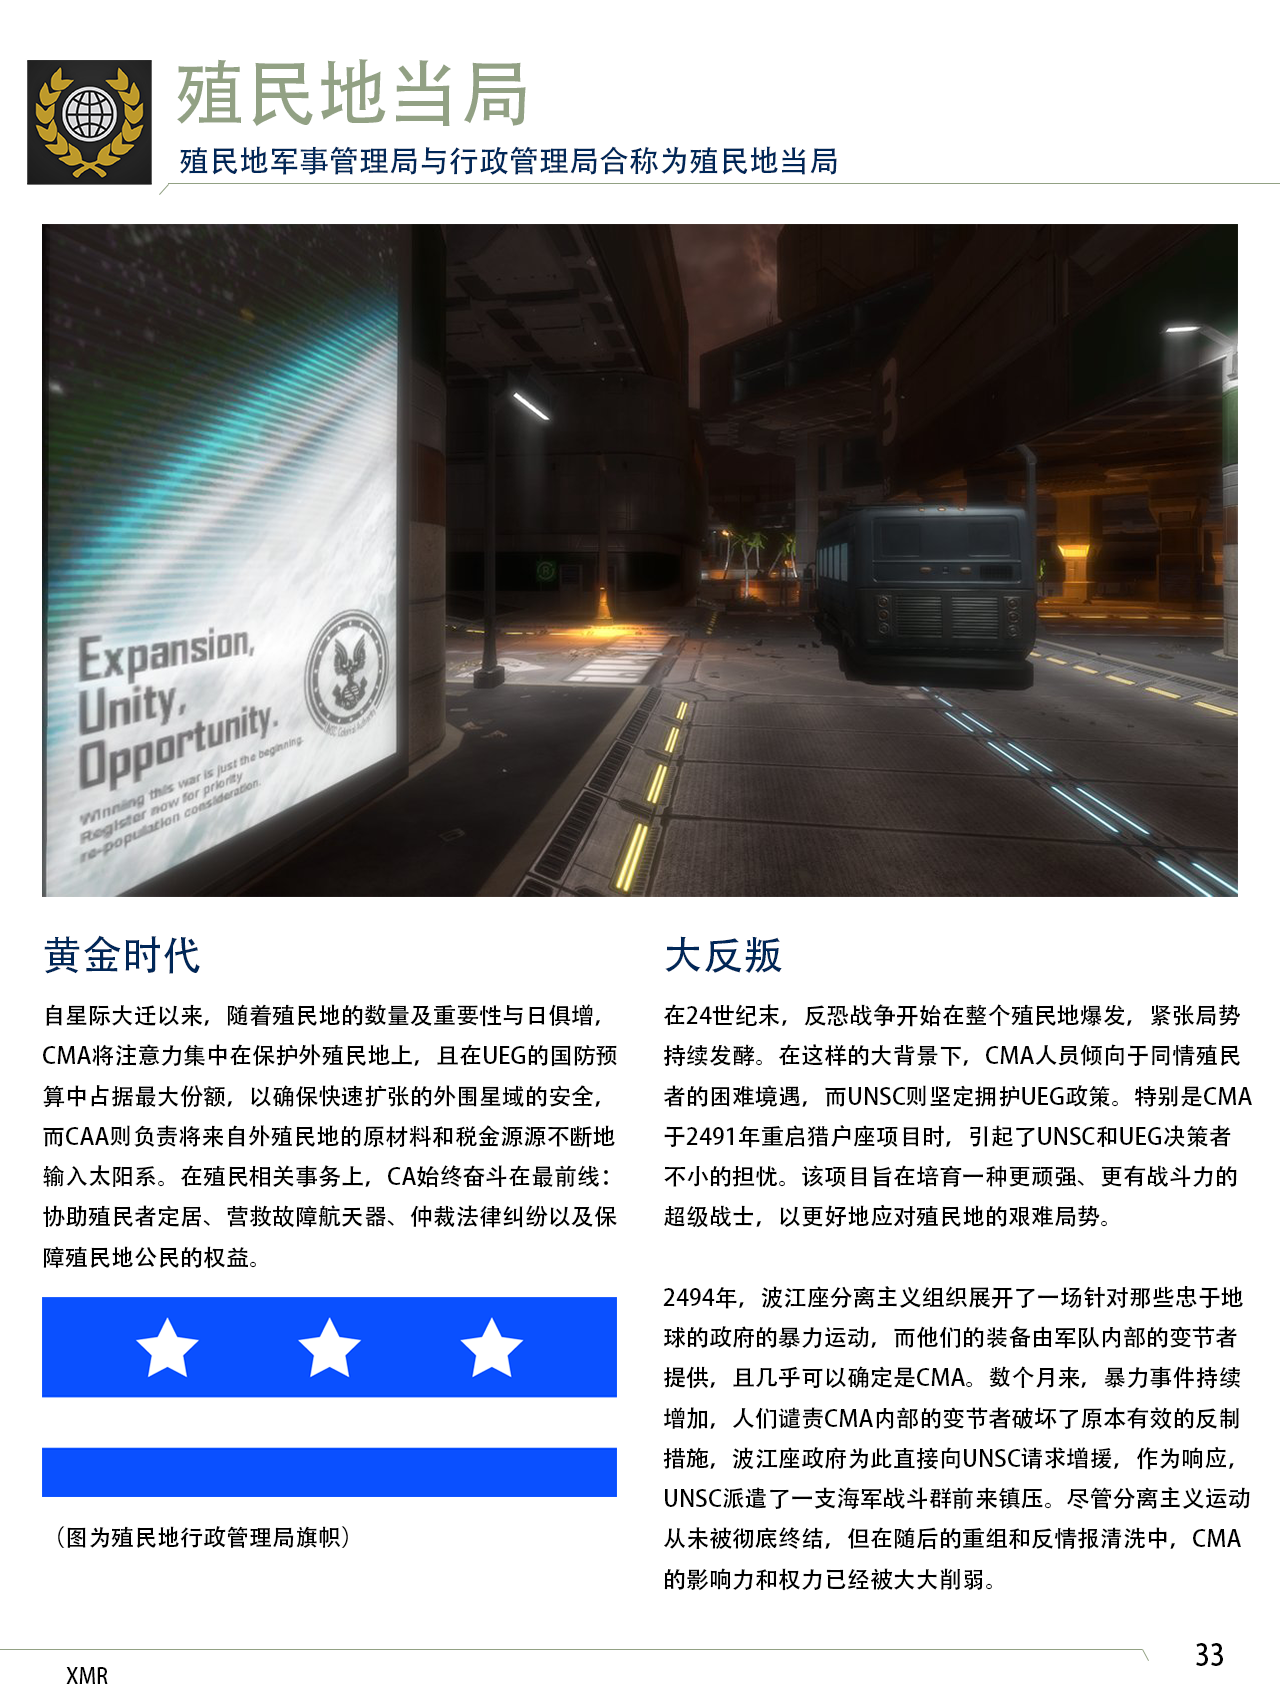 殖民地当局
殖民地军事管理局与行政管理局合称为殖民地当局
Expansion,
Unity,
Opportunity.
Winning this war is just the beginning.
Register now for priority
re-population consideration.
UNSC Colonial Authority
黄金时代
自星际大迁以来，随着殖民地的数量及重要性与日俱增，
CMA将注意力集中在保护外殖民地上，且在UEG的国防预
算中占据最大份额，以确保快速扩张的外围星域的安全，
而CAA则负责将来自外殖民地的原材料和税金源源不断地
输入太阳系。在殖民相关事务上，CA始终奋斗在最前线：
协助殖民者定居、营救故障航天器、仲裁法律纠纷以及保
障殖民地公民的权益。
（图为殖民地行政管理局旗帜）
大反叛
在24世纪末，反恐战争开始在整个殖民地爆发，紧张局势
持续发酵。在这样的大背景下，CMA人员倾向于同情殖民
者的困难境遇，而UNSC则坚定拥护UEG政策。特别是CMA
于2491年重启猎户座项目时，引起了UNSC和UEG决策者
不小的担忧。该项目旨在培育一种更顽强、更有战斗力的
超级战士，以更好地应对殖民地的艰难局势。
2494年，波江座分离主义组织展开了一场针对那些忠于地
球的政府的暴力运动，而他们的装备由军队内部的变节者
提供，且几乎可以确定是CMA。数个月来，暴力事件持续
增加，人们谴责CMA内部的变节者破坏了原本有效的反制
措施，波江座政府为此直接向UNSC请求增援，作为响应，
UNSC派遣了一支海军战斗群前来镇压。尽管分离主义运动
从未被彻底终结，但在随后的重组和反情报清洗中，CMA
的影响力和权力已经被大大削弱。
XMR
33